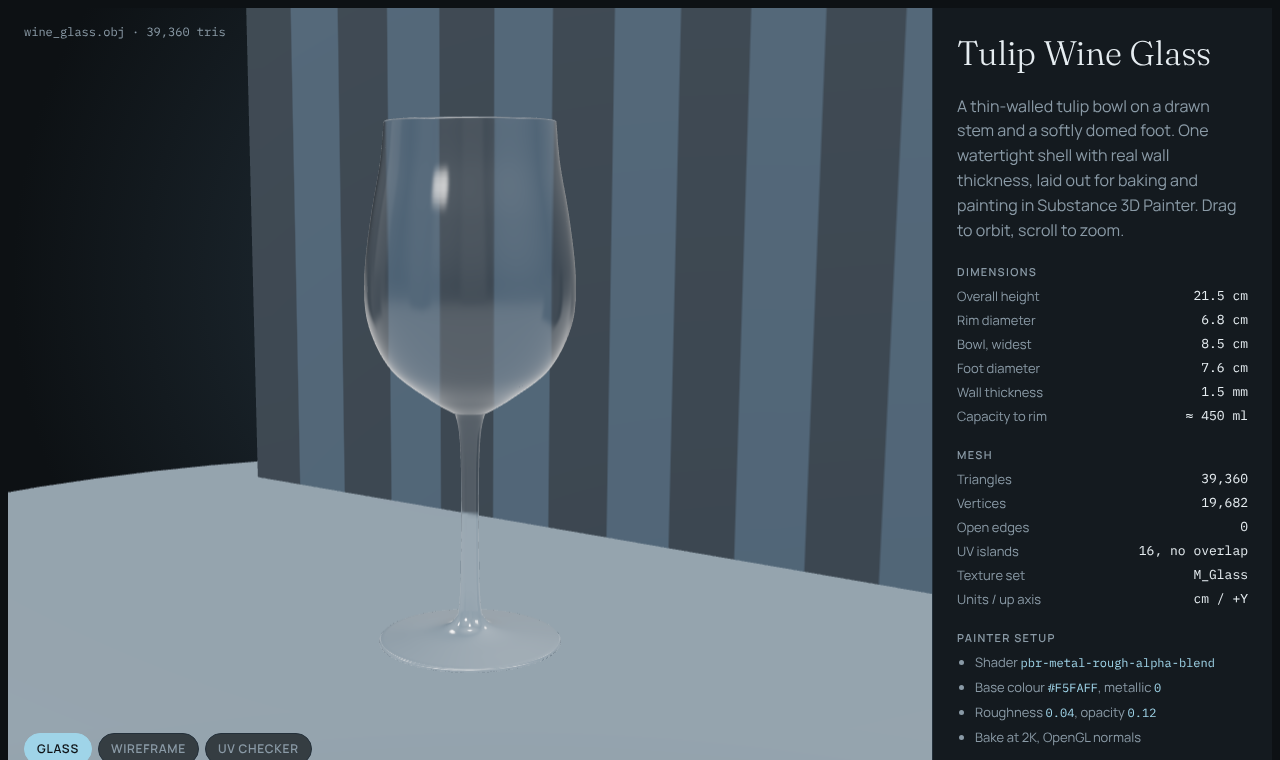 wine_glass.obj · 39,360 tris
Tulip Wine Glass
A thin-walled tulip bowl on a drawn
stem and a softly domed foot. One
watertight shell with real wall
thickness, laid out for baking and
painting in Substance 3D Painter. Drag
to orbit, scroll to zoom.
DIMENSIONS
Overall height 21.5 cm
Rim diameter 6.8 cm
Bowl, widest 8.5 cm
Foot diameter 7.6 cm
Wall thickness 1.5 mm
Capacity to rim ≈ 450 ml
MESH
Triangles 39,360
Vertices 19,682
Open edges 0
UV islands 16, no overlap
Texture set M_Glass
Units / up axis cm / +Y
PAINTER SETUP
Shader pbr-metal-rough-alpha-blend
Base colour #F5FAFF, metallic 0
Roughness 0.04, opacity 0.12
Bake at 2K, OpenGL normals
GLASS WIREFRAME UV CHECKER